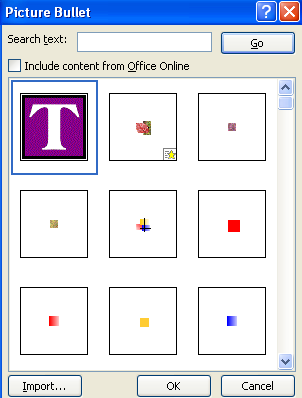 Picture Bullet
Search text:
Go
Include content from Office Online
T
Import...
OK
Cancel